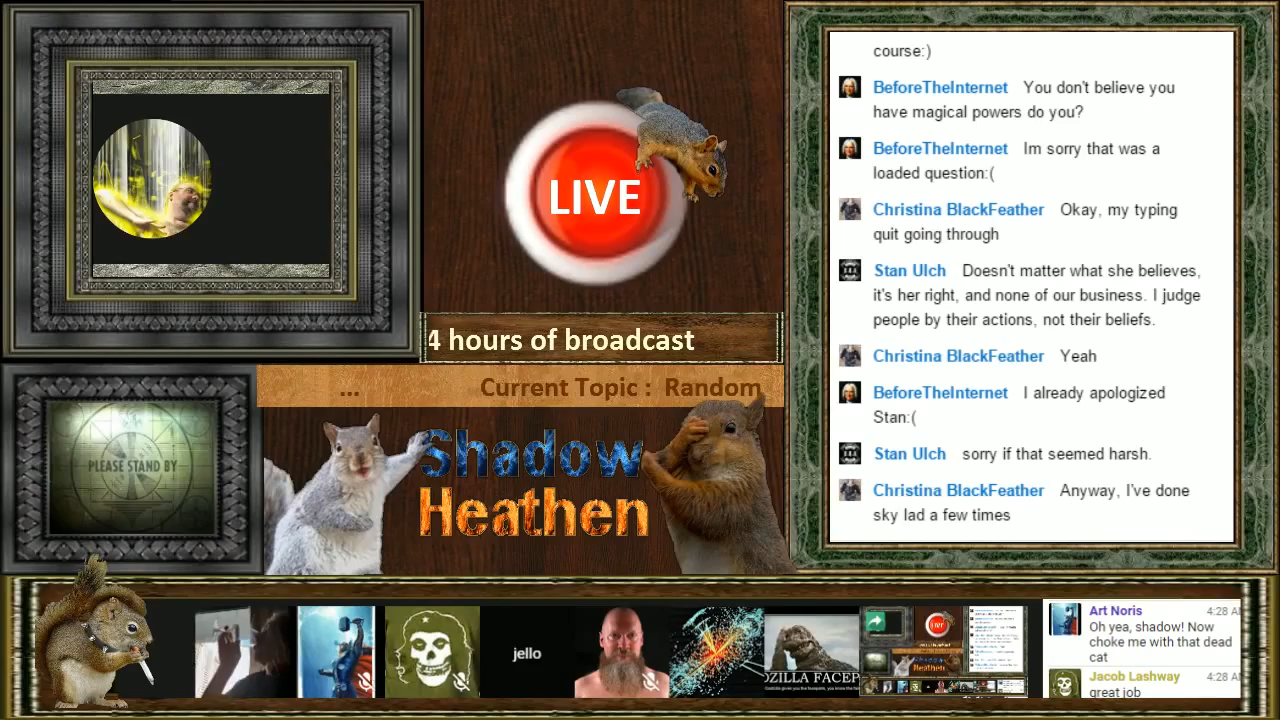 LIVE
4 hours of broadcast
...
Current Topic : Random
PLEASE STAND BY
Shadow
Heathen
course:)
BeforeTheInternet You don't believe you
have magical powers do you?
BeforeTheInternet Im sorry that was a
loaded question:(
Christina BlackFeather Okay, my typing
quit going through
Stan Ulch Doesn't matter what she believes,
it's her right, and none of our business. I judge
people by their actions, not their beliefs.
Christina BlackFeather Yeah
BeforeTheInternet I already apologized
Stan:(
Stan Ulch sorry if that seemed harsh.
Christina BlackFeather Anyway, I've done
sky lad a few times
jello
OZILLA FACEP
Art Noris 4:28 A
Oh yea, shadow! Now
choke me with that dead
cat
Jacob Lashway 4:28 A
great job